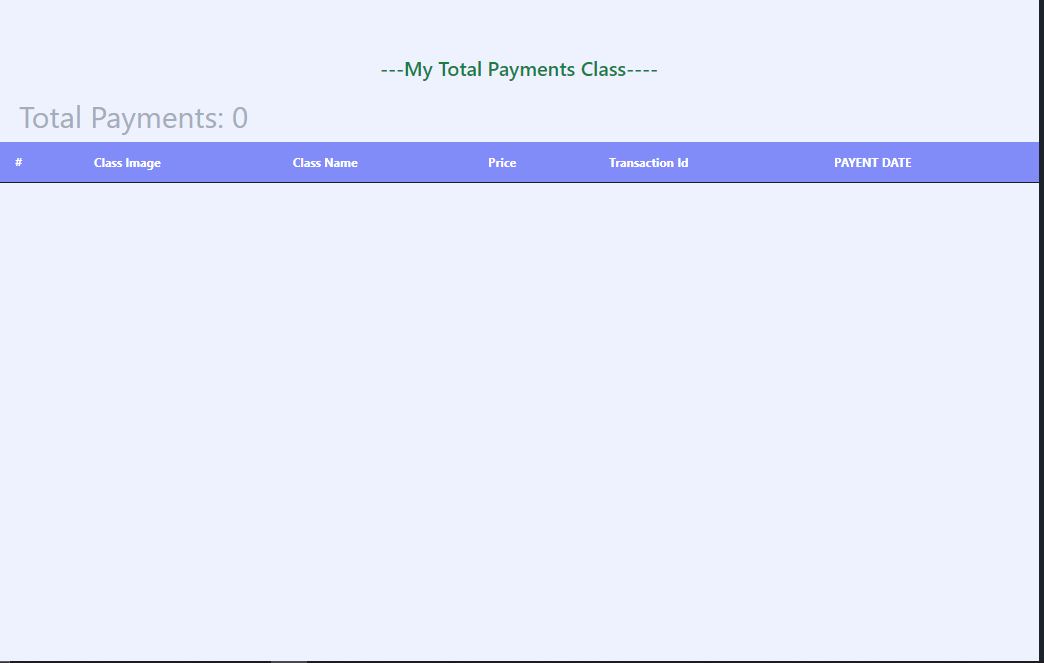 ---My Total Payments Class----
Total Payments: 0
# Class Image Class Name Price Transaction Id PAYENT DATE